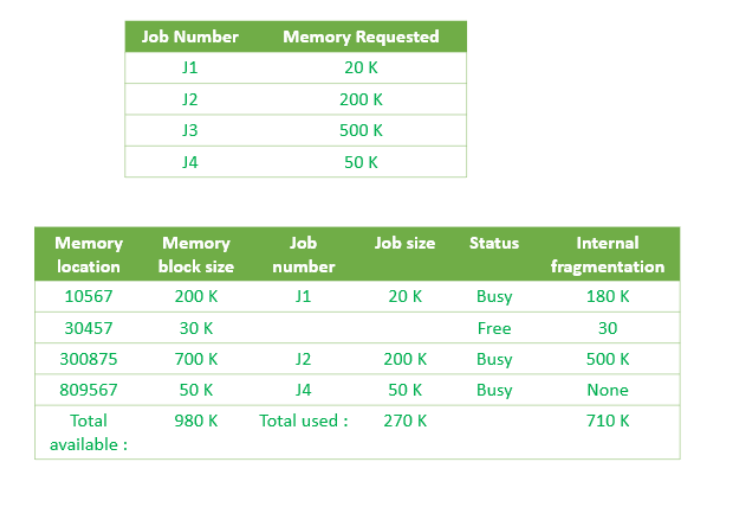 Job Number Memory Requested
J1 20 K
J2 200 K
J3 500 K
J4 50 K
Memory location Memory block size Job number Job size Status Internal fragmentation
10567 200 K J1 20 K Busy 180 K
30457 30 K Free 30
300875 700 K J2 200 K Busy 500 K
809567 50 K J4 50 K Busy None
Total available : 980 K Total used : 270 K 710 K